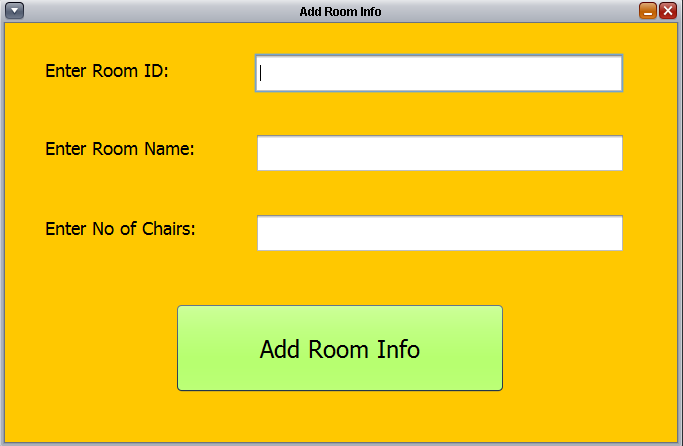 Add Room Info
Enter Room ID:
Enter Room Name:
Enter No of Chairs:
Add Room Info